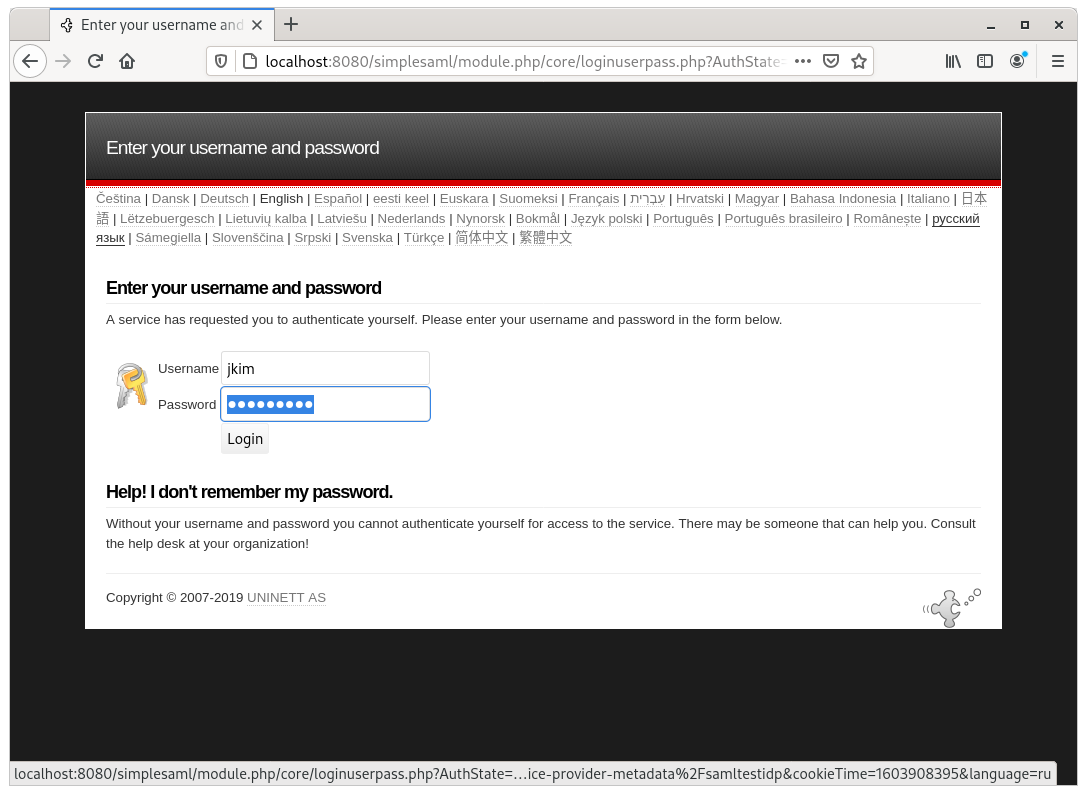 Enter your username and
localhost:8080/simplesaml/module.php/core/loginuserpass.php?AuthState=
Enter your username and password
Čeština | Dansk | Deutsch | English | Español | eesti keel | Euskara | Suomeksi | Français | עִבְרִית | Hrvatski | Magyar | Bahasa Indonesia | Italiano | 日本
語 | Lëtzebuergesch | Lietuvių kalba | Latviešu | Nederlands | Nynorsk | Bokmål | Język polski | Português | Português brasileiro | Românește | русский
язык | Sámegiella | Slovenščina | Srpski | Svenska | Türkçe | 简体中文 | 繁體中文
Enter your username and password
A service has requested you to authenticate yourself. Please enter your username and password in the form below.
Username jkim
Password •••••••••
Login
Help! I don't remember my password.
Without your username and password you cannot authenticate yourself for access to the service. There may be someone that can help you. Consult
the help desk at your organization!
Copyright © 2007-2019 UNINETT AS
localhost:8080/simplesaml/module.php/core/loginuserpass.php?AuthState=…ice-provider-metadata%2Fsamltestidp&cookieTime=1603908395&language=ru